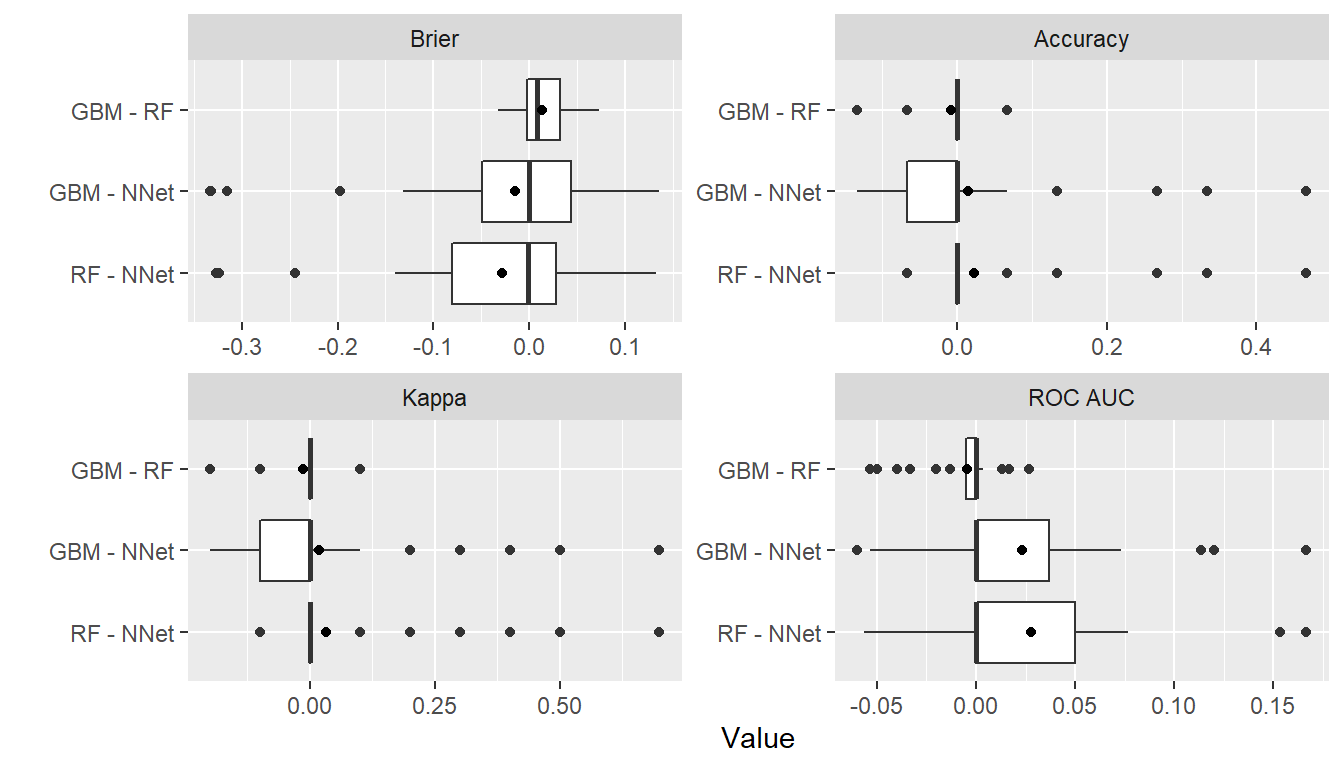 Brier
GBM - RF
GBM - NNet
RF - NNet
-0.3 -0.2 -0.1 0.0 0.1
Accuracy
GBM - RF
GBM - NNet
RF - NNet
0.0 0.2 0.4
Kappa
GBM - RF
GBM - NNet
RF - NNet
0.00 0.25 0.50
ROC AUC
GBM - RF
GBM - NNet
RF - NNet
-0.05 0.00 0.05 0.10 0.15
Value